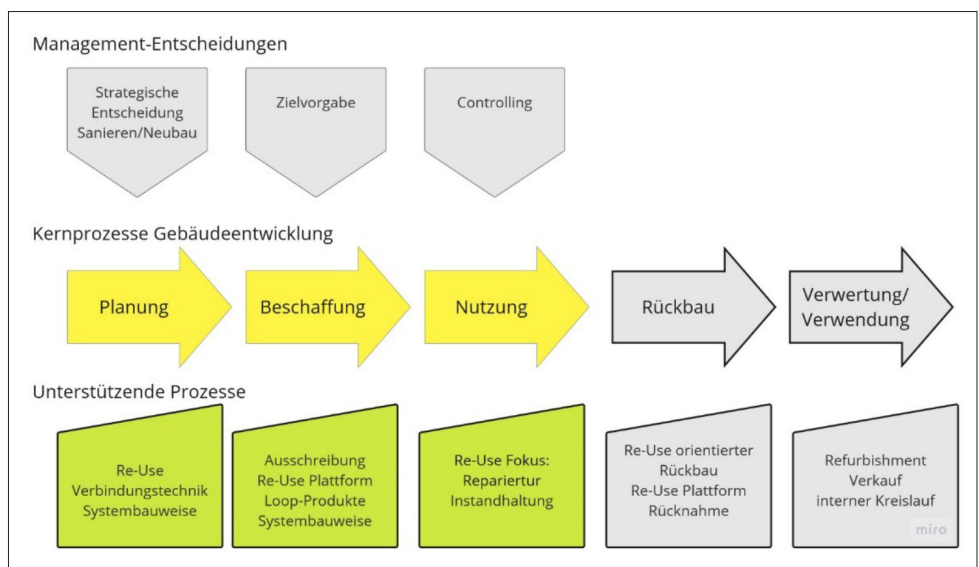 Management-Entscheidungen
Strategische
Entscheidung
Sanieren/Neubau
Zielvorgabe
Controlling
Kernprozesse Gebäudeentwicklung
Planung
Beschaffung
Nutzung
Rückbau
Verwertung/
Verwendung
Unterstützende Prozesse
Re-Use
Verbindungstechnik
Systembauweise
Ausschreibung
Re-Use Plattform
Loop-Produkte
Systembauweise
Re-Use Fokus:
Repariertur
Instandhaltung
Re-Use orientierter
Rückbau
Re-Use Plattform
Rücknahme
Refurbishment
Verkauf
interner Kreislauf
miro